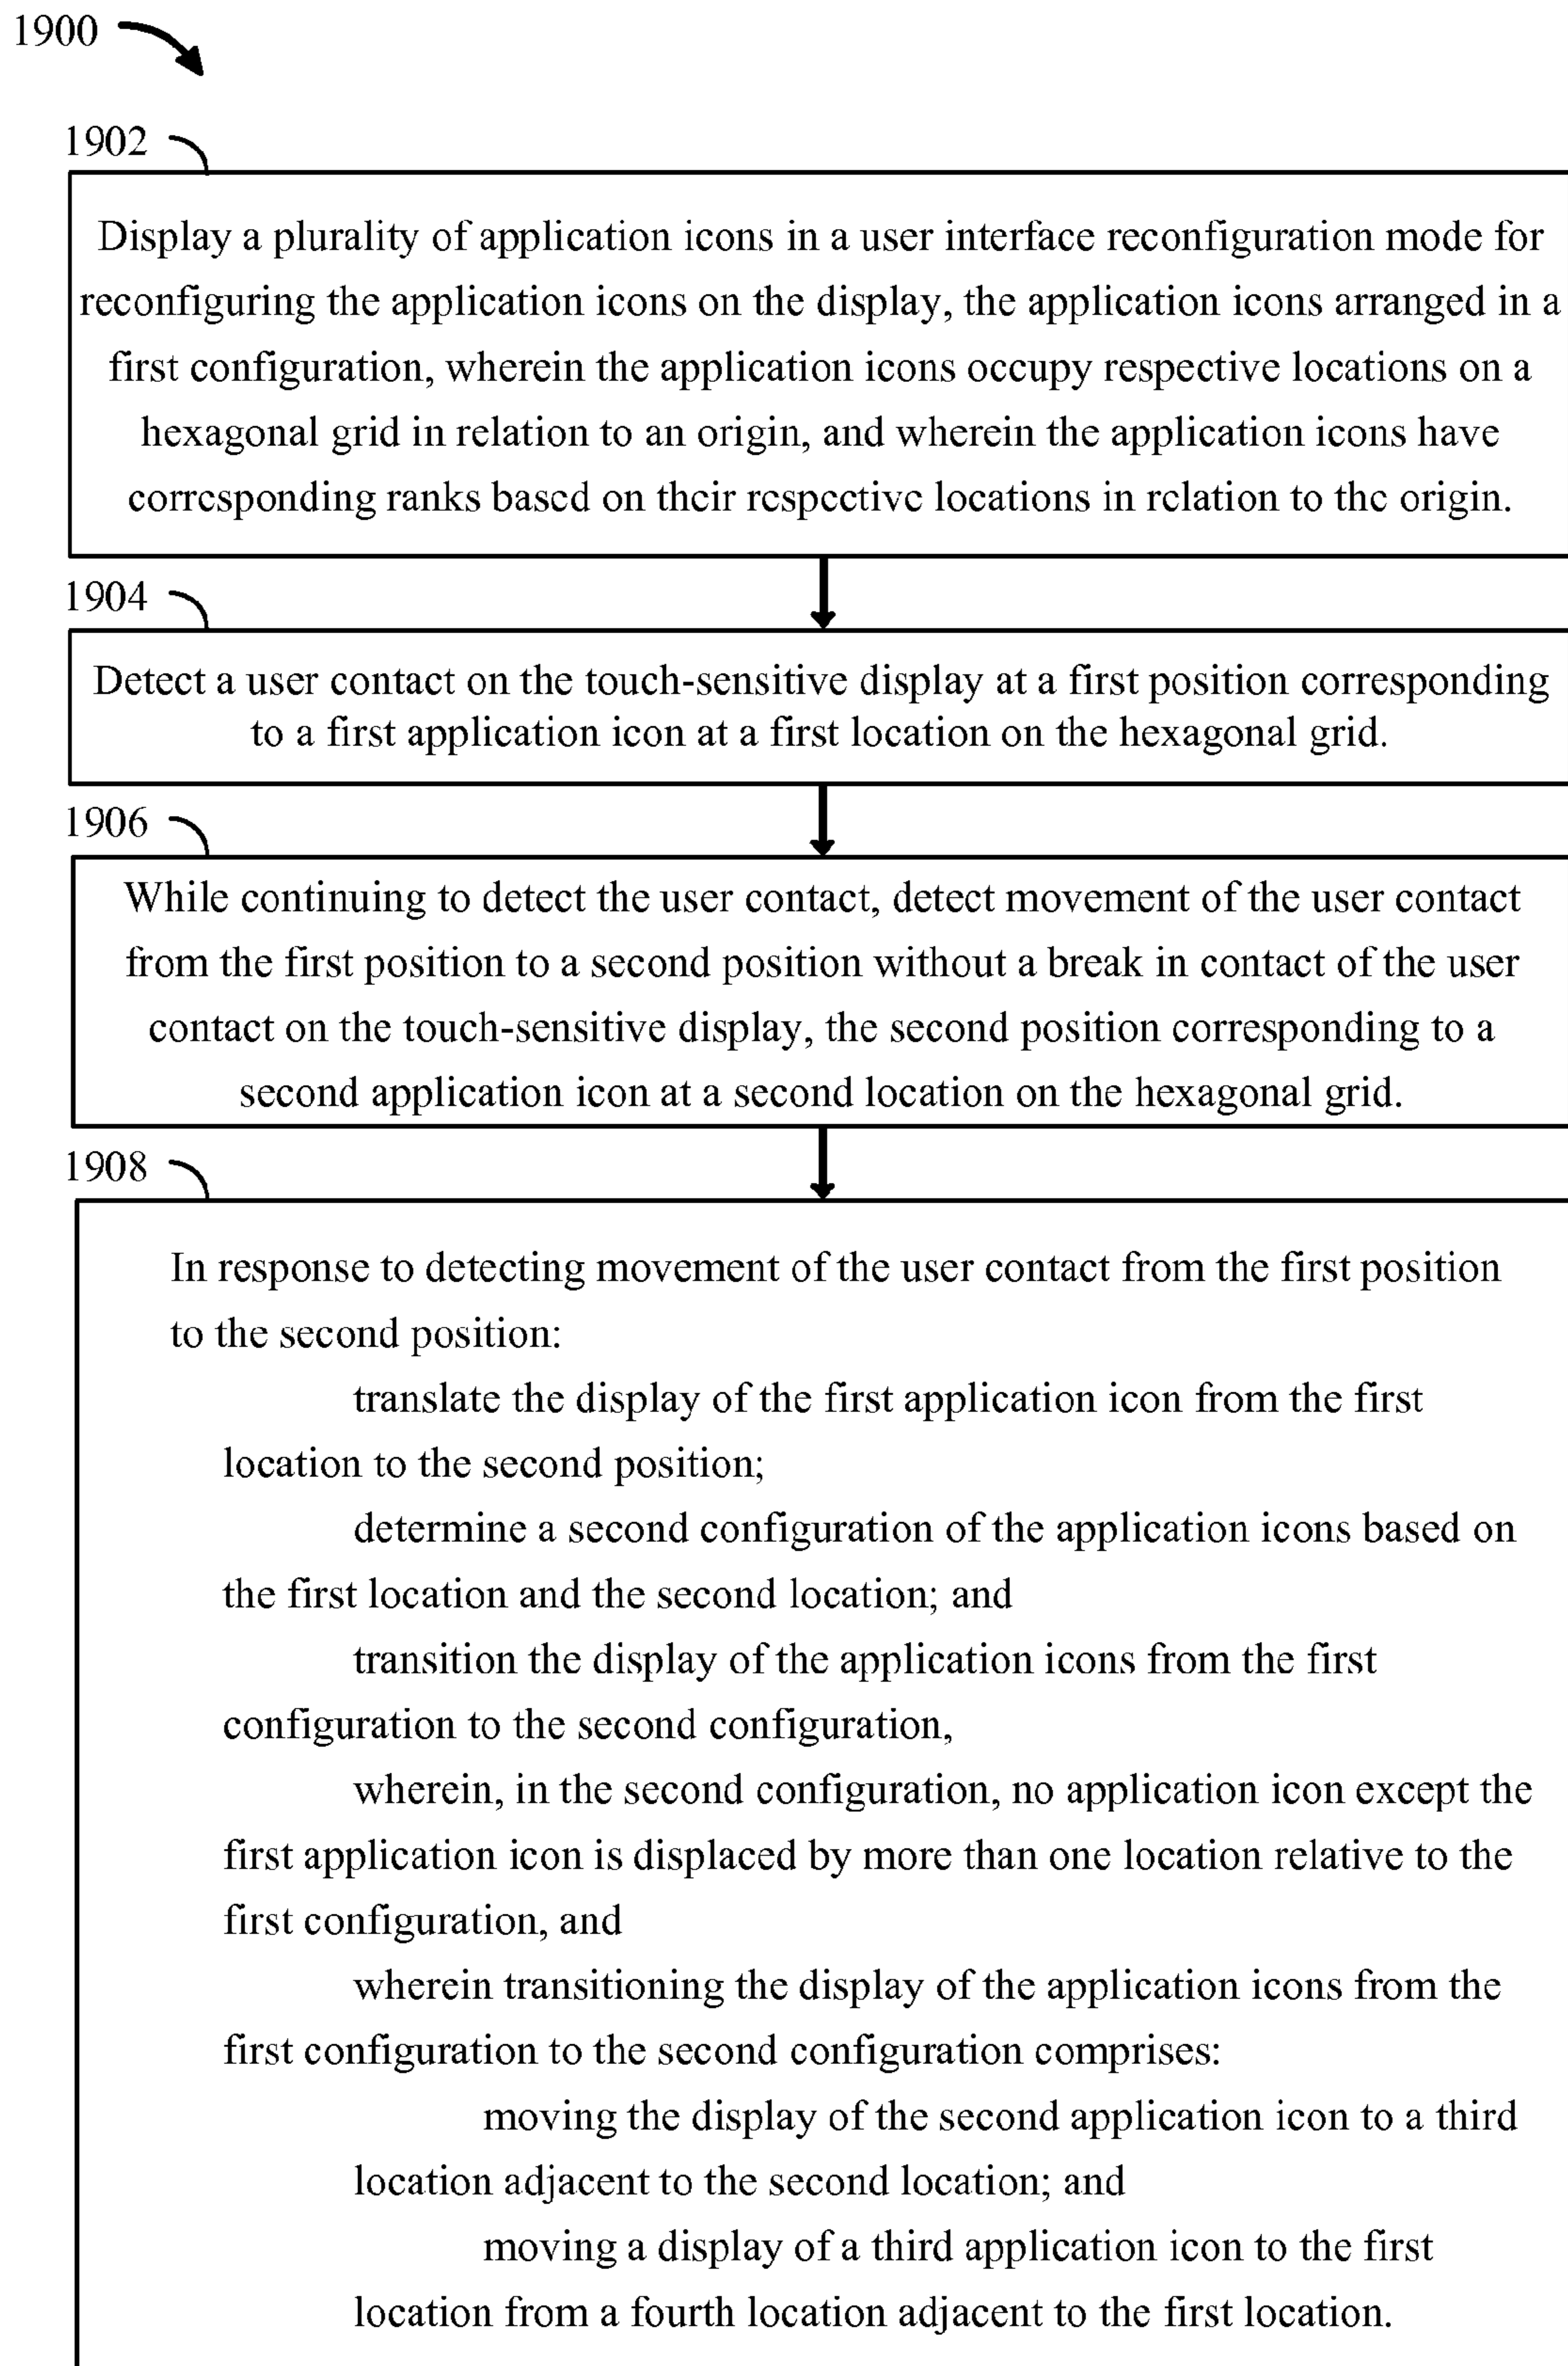 1900
1902
Display a plurality of application icons in a user interface reconfiguration mode for
reconfiguring the application icons on the display, the application icons arranged in a
first configuration, wherein the application icons occupy respective locations on a
hexagonal grid in relation to an origin, and wherein the application icons have
corresponding ranks based on their respective locations in relation to the origin.
1904
Detect a user contact on the touch-sensitive display at a first position corresponding
to a first application icon at a first location on the hexagonal grid.
1906
While continuing to detect the user contact, detect movement of the user contact
from the first position to a second position without a break in contact of the user
contact on the touch-sensitive display, the second position corresponding to a
second application icon at a second location on the hexagonal grid.
1908
In response to detecting movement of the user contact from the first position
to the second position:
translate the display of the first application icon from the first
location to the second position;
determine a second configuration of the application icons based on
the first location and the second location; and
transition the display of the application icons from the first
configuration to the second configuration,
wherein, in the second configuration, no application icon except the
first application icon is displaced by more than one location relative to the
first configuration, and
wherein transitioning the display of the application icons from the
first configuration to the second configuration comprises:
moving the display of the second application icon to a third
location adjacent to the second location; and
moving a display of a third application icon to the first
location from a fourth location adjacent to the first location.